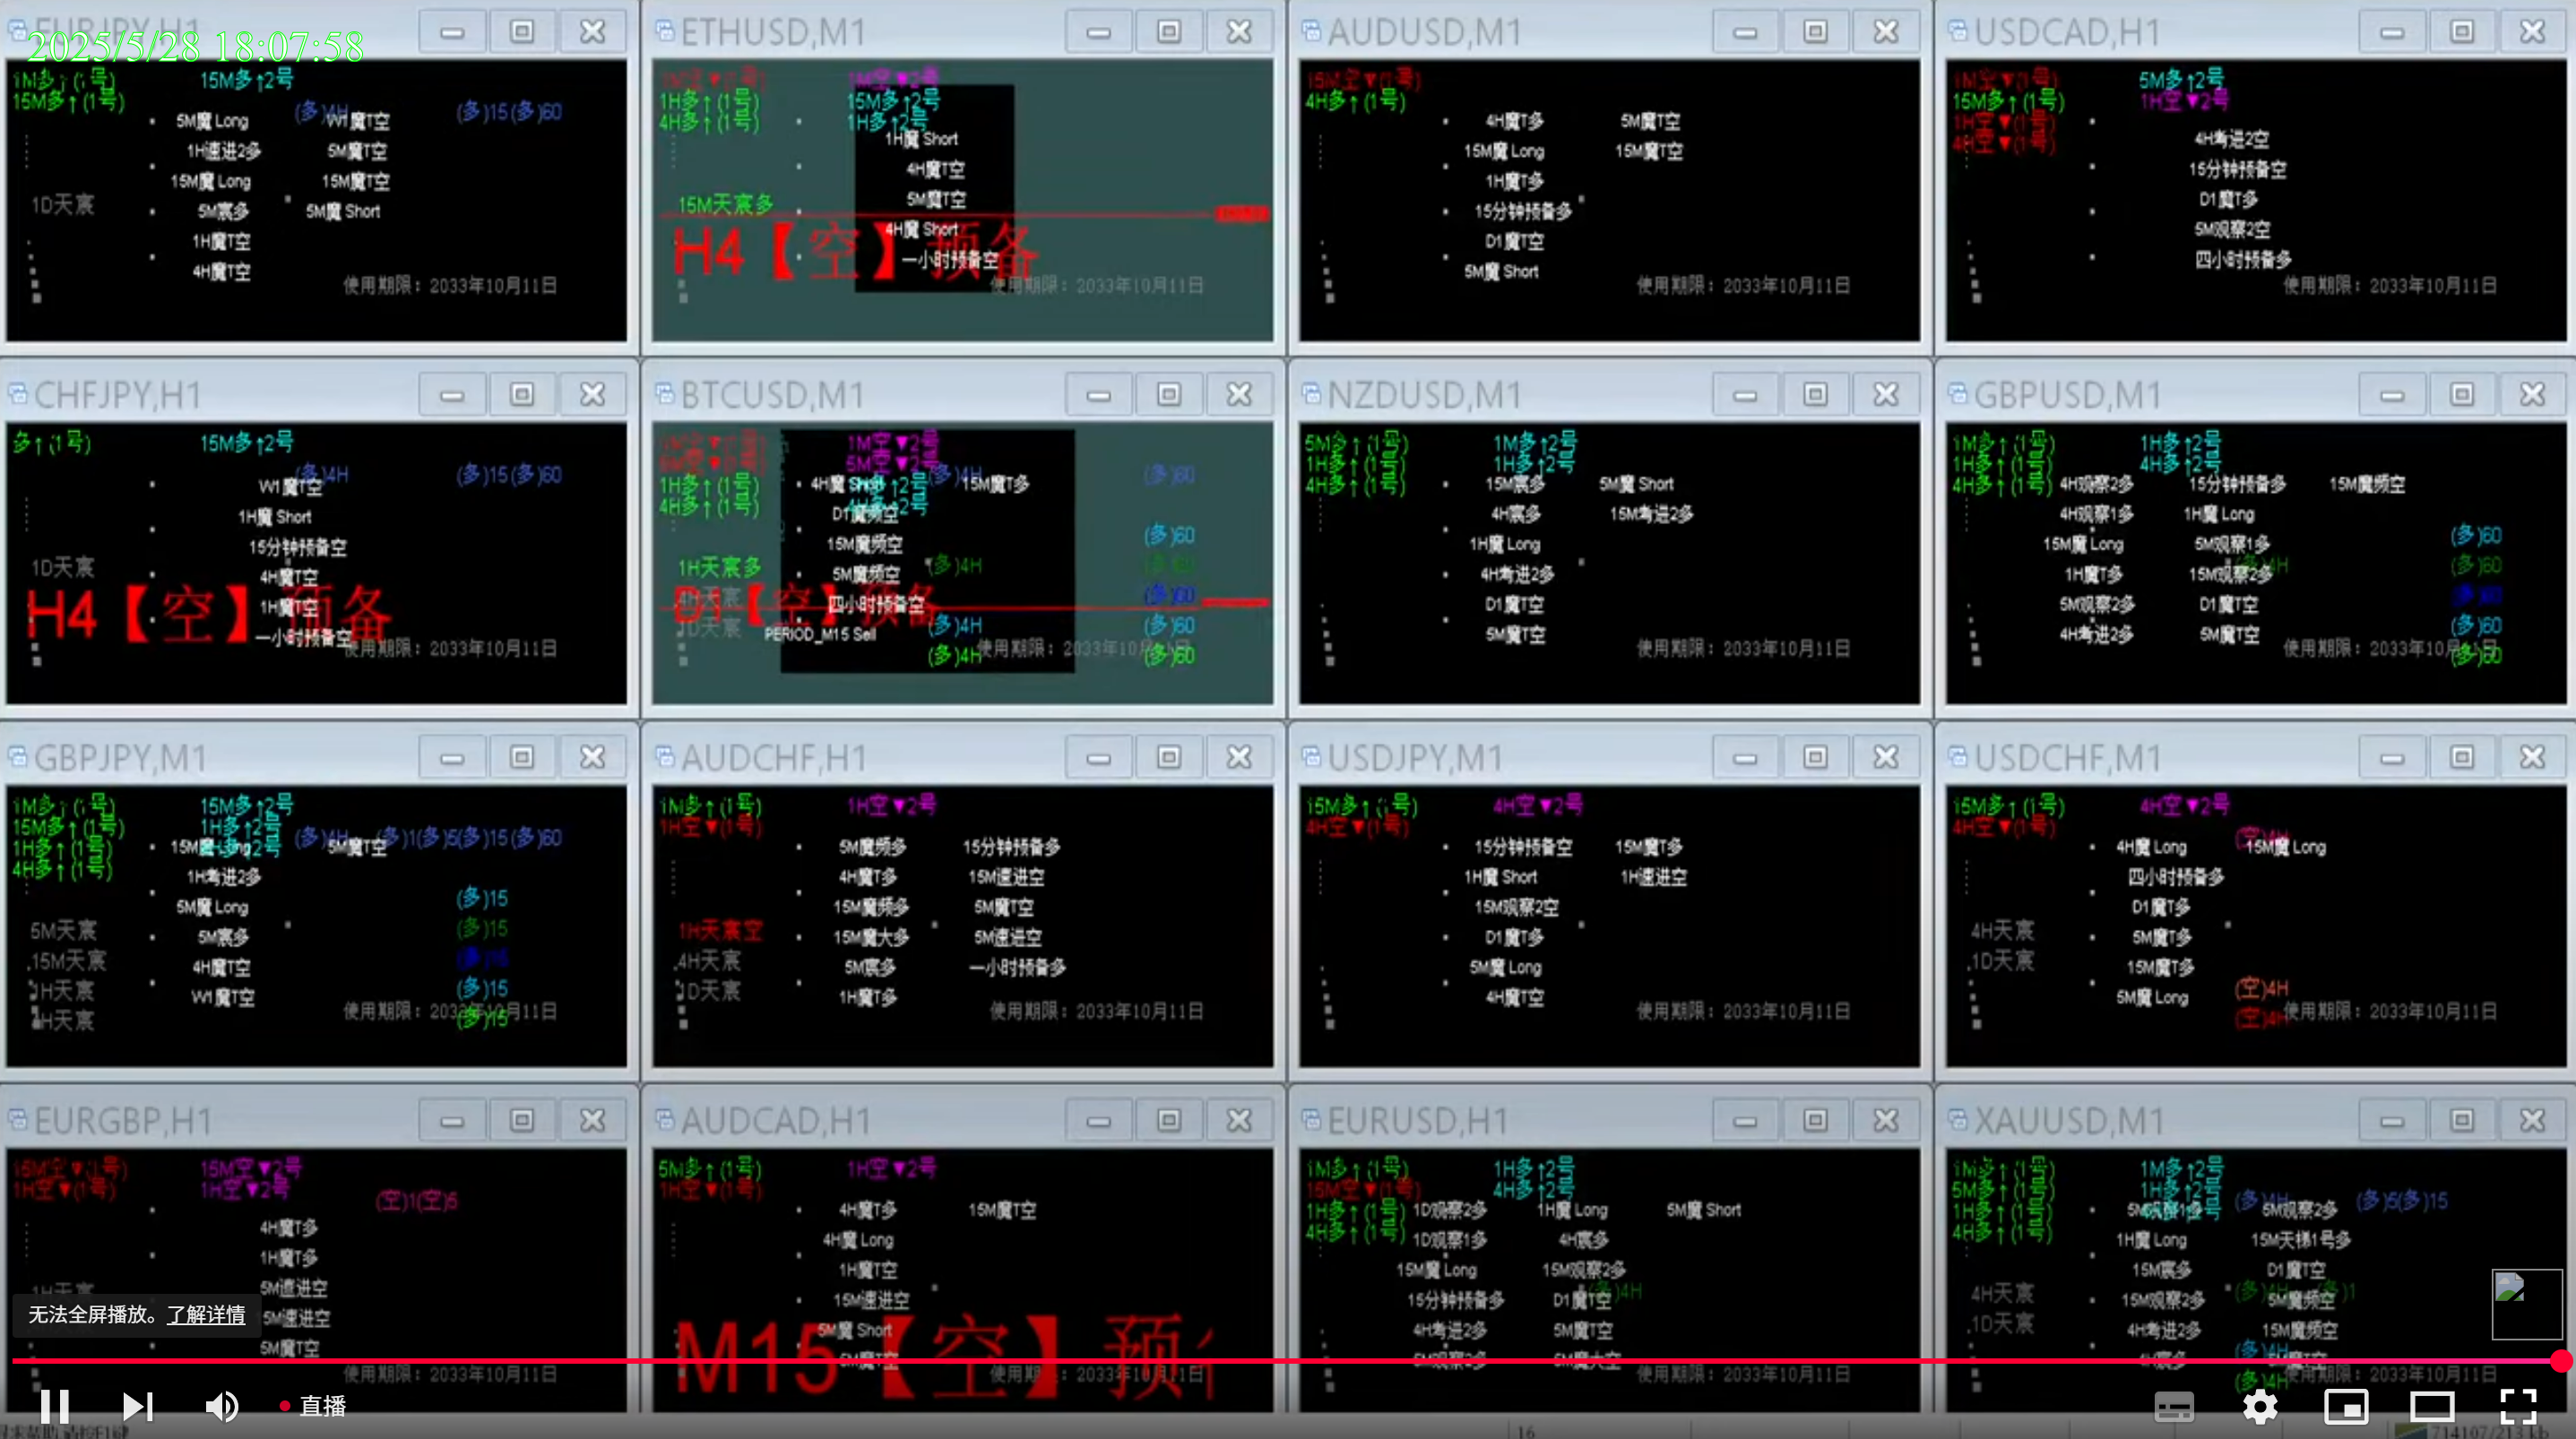 EURJPY,H1
2025/5/28 18:07:58
1M多↑(1号)
15M多↑2号
15M多↑(1号)
(多)4H
(多)15(多)60
5M魔 Long
W1魔T空
1H速进2多
5M魔T空
15M魔 Long
15M魔T空
1D天宸
5M宸多
5M魔 Short
1H魔T空
4H魔T空
使用期限：2033年10月11日
ETHUSD,M1
1M空▼(1号)
1M空▼2号
1H多↑(1号)
15M多↑2号
4H多↑(1号)
1H多↑2号
1H魔 Short
4H魔T空
5M魔T空
15M天宸多
4H魔 Short
H4【空】预备
一小时预备空
使用期限：2033年10月11日
AUDUSD,M1
15M空▼(1号)
4H多↑(1号)
4H魔T多
5M魔T空
15M魔 Long
15M魔T空
1H魔T多
15分钟预备多
D1魔T空
5M魔 Short
使用期限：2033年10月11日
USDCAD,H1
1M空▼(1号)
5M多↑2号
15M多↑(1号)
1H空▼2号
1H空▼(1号)
4H空▼(1号)
4H考进2空
15分钟预备空
D1魔T多
5M观察2空
四小时预备多
使用期限：2033年10月11日
CHFJPY,H1
多↑(1号)
15M多↑2号
(多)4H
(多)15(多)60
W1魔T空
1H魔 Short
15分钟预备空
1D天宸
4H魔T空
H4【空】预备
1H魔T空
一小时预备空
使用期限：2033年10月11日
BTCUSD,M1
1M空▼2号
5M空▼(1号)
5M空▼2号
(多)4H
(多)60
1H多↑(1号)
4H魔 Short
15M魔T多
4H多↑(1号)
4H多↑2号
D1魔频空
15M魔频空
(多)60
1H天宸多
5M魔频空
(多)4H
(多)60
4H天宸
D1【空】预备
四小时预备空
(多)60
1D天宸
PERIOD_M15 Sell
(多)4H
(多)60
(多)4H
使用期限：2033年10月11日
(多)60
NZDUSD,M1
5M多↑(1号)
1M多↑2号
1H多↑(1号)
1H多↑2号
4H多↑(1号)
15M宸多
5M魔 Short
4H宸多
15M考进2多
1H魔 Long
4H考进2多
D1魔T空
5M魔T空
使用期限：2033年10月11日
GBPUSD,M1
1M多↑(1号)
1H多↑2号
1H多↑(1号)
4H多↑2号
4H多↑(1号)
4H观察2多
15分钟预备多
15M魔频空
4H观察1多
1H魔 Long
15M魔 Long
5M观察1多
(多)60
1H魔T多
15M观察2多
(多)4H
(多)60
5M观察2多
D1魔T空
(多)60
4H考进2多
5M魔T空
(多)60
使用期限：2033年10月11日
(多)60
GBPJPY,M1
1M多↑(1号)
15M多↑2号
15M多↑(1号)
1H多↑2号
(多)4H
(多)1(多)5(多)15(多)60
1H多↑(1号)
15M魔 Long
5M魔T空
4H多↑(1号)
1H考进2多
5M魔 Long
(多)15
5M天宸
5M宸多
(多)15
15M天宸
4H魔T空
(多)15
1H天宸
W1魔T空
(多)15
4H天宸
使用期限：2033年10月11日
(多)15
AUDCHF,H1
1M多↑(1号)
1H空▼2号
1H空▼(1号)
5M魔频多
15分钟预备多
4H魔T多
15M速进空
15M魔频多
5M魔T空
1H天宸空
15M魔大多
5M速进空
4H天宸
5M宸多
一小时预备多
1D天宸
1H魔T多
使用期限：2033年10月11日
USDJPY,M1
15M多↑(1号)
4H空▼2号
4H空▼(1号)
15分钟预备空
15M魔T多
1H魔 Short
1H速进空
15M观察2空
D1魔T多
5M魔 Long
4H魔T空
使用期限：2033年10月11日
USDCHF,M1
15M多↑(1号)
4H空▼2号
4H空▼(1号)
(空)4H
4H魔 Long
15M魔 Long
四小时预备多
D1魔T多
4H天宸
5M魔T多
1D天宸
15M魔T多
5M魔 Long
(空)4H
(空)4H
使用期限：2033年10月11日
EURGBP,H1
15M空▼(1号)
15M空▼2号
1H空▼(1号)
1H空▼2号
(空)1(空)5
4H魔T多
1H魔T多
1H天宸
5M速进空
15M速进空
5M魔T空
使用期限：2033年10月11日
AUDCAD,H1
5M多↑(1号)
1H空▼2号
1H空▼(1号)
4H魔T多
15M魔T空
4H魔 Long
1H魔T空
15M速进空
5M魔 Short
M15【空】预
5M魔T空
使用期限：2033年10月11日
EURUSD,H1
1M多↑(1号)
1H多↑2号
15M空▼(1号)
4H多↑2号
1H多↑(1号)
1D观察2多
1H魔 Long
5M魔 Short
4H多↑(1号)
1D观察1多
4H宸多
15M魔 Long
15M观察2多
(多)4H
15分钟预备多
D1魔T空
4H考进2多
5M魔T空
5M观察2多
5M魔大空
使用期限：2033年10月11日
XAUUSD,M1
1M多↑(1号)
1M多↑2号
5M多↑(1号)
1H多↑2号
(多)4H
(多)5(多)15
1H多↑(1号)
5M观察1多
5M观察2多
4H多↑(1号)
1H魔 Long
15M天梯1号多
15M宸多
D1魔T空
4H天宸
15M观察2多
5M魔频空
1D天宸
4H考进2多
15M魔频空
4H宸多
(多)4H
(多)4H
使用期限：2033年10月11日
无法全屏播放。了解详情
直播
16
714107/213 kb